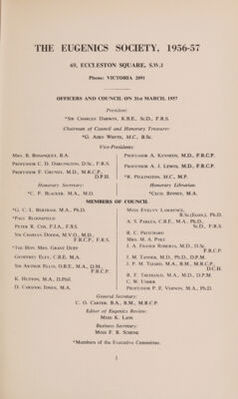 THE EUGENICS SOCIETY, 1956-57
69, ECCLESTON SQUARE, S.W.1
Phone: VICTORIA 2091
OFFICERS AND COUNCIL ON 31st MARCH, 1957
President:
*SIR CHARLES DARWIN, K.B.E., SC.D., F.R.S.
Chairman of Council and Honorary Treasurer
*G. AIRD WHYTE, M.C., B.Sc.
Vice-Presidents:
MRS. R. BOSANQUET, B.A.
PROFESSOR C. D. DARLINGTON, D.Sc., F.R.S.
PROFESSOR F. GRUNDY, M.D., M.R.C.P., D.P.H.
PROFESSOR A. KENNEDY, M.D., F.R.C.P.
PROFESSOR A. J. LEWIS, M.D., F.R.C.P.
*R. PILKINGTON, M.C., M.P.
Honorary Secretary:
*C. P. BLACKER, M.A., M.D.
Honorary Librarian:
*CECIL BINNEY, M.A.
MEMBERS OF COUNCIL
*G. C. L. BERTRAM, M.A., Ph.D.
*PAUL BLOOMFIELD
PETER R. COX, F.I.A., F.S.S.
SIR CHARLES DODDS, M.V.O., M.D., F.R.C.P., F.R.S.
*THE HON. MRS. GRANT DUFF
GEOFFREY ELEY, C.B.E., M.A.
SIR ARTHUR ELLIS, O.B.E., M.A., D.M., F.R.C.P.
K. HUTTON, M.A., D.Phil.
D. CARADOG JONES, M.A.
MISS EVELYN LAWRENCE, B.Sc.(Econ.), Ph.D.
A. S. PARKES, C.B.E., M.A., Ph.D., Sc.D., F.R.S.
R. C. PRITCHARD
MRS. M. A. PYKE
J. A. FRASER ROBERTS, M.D., D.Sc., F.R.C.P.
J. M. TANNER, M.D., Ph.D., D.P.M.
J. P. M. TIZARD, M.A., B.M., M.R.C.P., D.C.H.
R. F. TREDGOLD, M.A., M.D., D.P.M.
C. W. USHER
PROFESSOR P. E. VERNON, M.A., Ph.D.
General Secretary:
C. O. CARTER, B.A., B.M., M.R.C.P.
Editor of Eugenics Review:
MISS K.
Business Secretary:
MISS F. B. SCHENK
*Members of the Executive Committee.